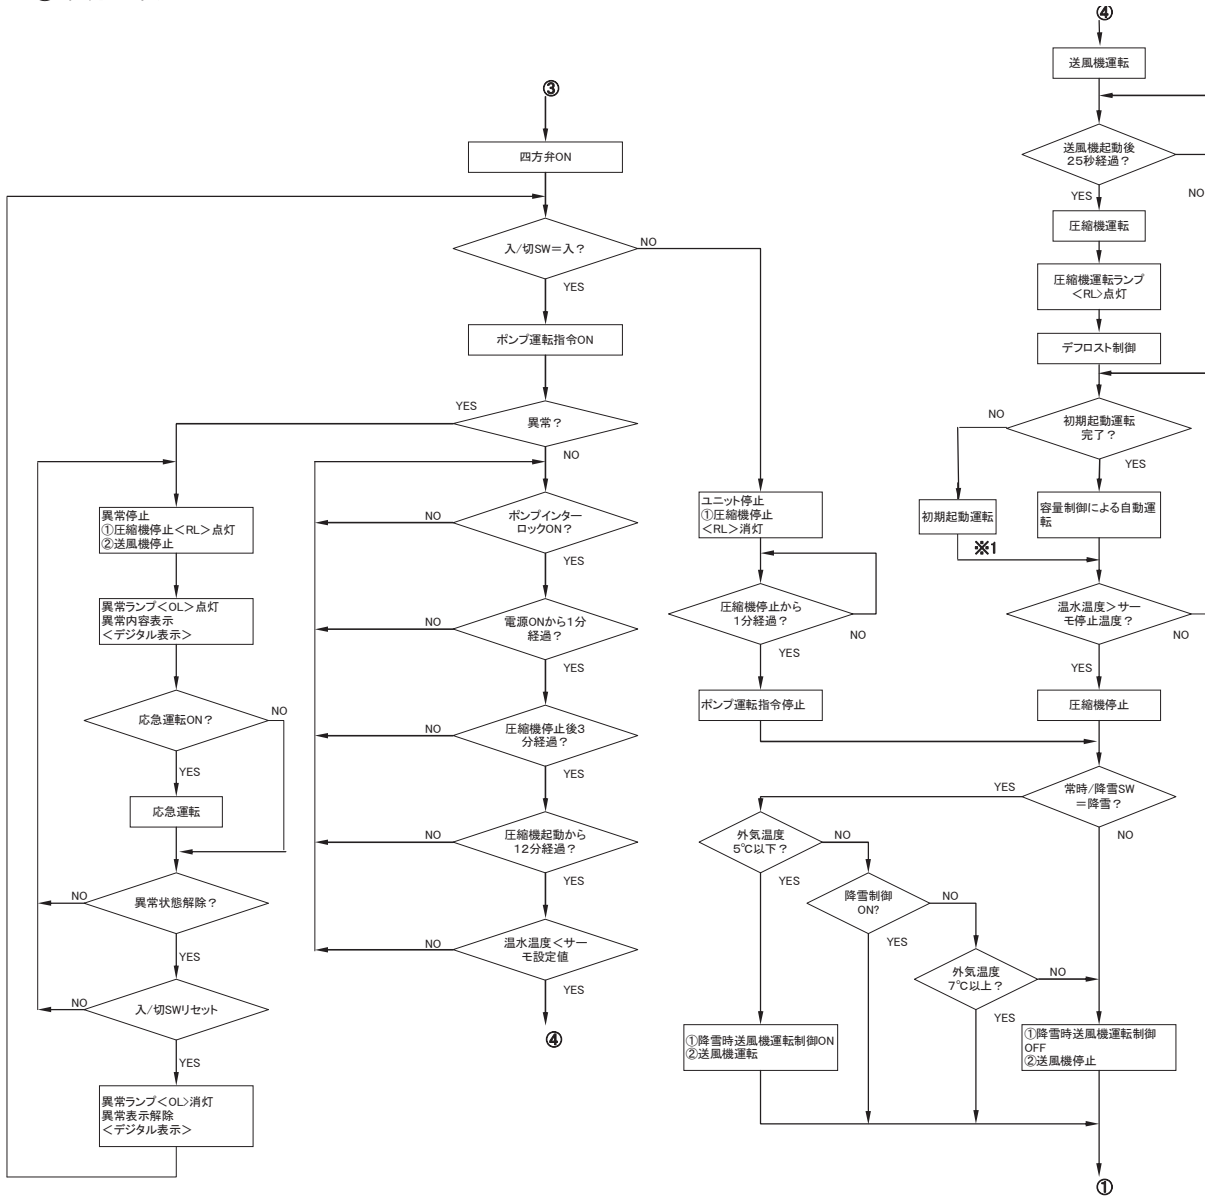 ③
四方弁ON
入/切SW＝入？
NO
YES
ポンプ運転指令ON
YES
異常？
NO
異常停止
①圧縮機停止＜RL＞点灯
②送風機停止
異常ランプ＜OL＞点灯
異常内容表示
＜デジタル表示＞
応急運転ON？
NO
YES
応急運転
異常状態解除？
NO
YES
入/切SWリセット
NO
YES
異常ランプ＜OL＞消灯
異常表示解除
＜デジタル表示＞
ポンプインター
ロックON？
NO
YES
電源ONから1分
経過？
NO
YES
圧縮機停止後3
分経過？
NO
YES
圧縮機起動から
12分経過？
NO
YES
温水温度＜サー
モ設定値
NO
YES
④
ユニット停止
①圧縮機停止
＜RL＞消灯
圧縮機停止から
1分経過？
NO
YES
ポンプ運転指令停止
④
送風機運転
送風機起動後
25秒経過？
NO
YES
圧縮機運転
圧縮機運転ランプ
＜RL＞点灯
デフロスト制御
初期起動運転
完了？
NO
YES
初期起動運転
※1
容量制御による自動運
転
温水温度＞サー
モ停止温度？
NO
YES
圧縮機停止
常時/降雪SW
＝降雪？
YES
NO
外気温度
5℃以下？
NO
YES
降雪制御
ON?
NO
YES
外気温度
7℃以上？
NO
YES
①降雪時送風機運転制御ON
②送風機運転
①降雪時送風機運転制御
OFF
②送風機停止
①